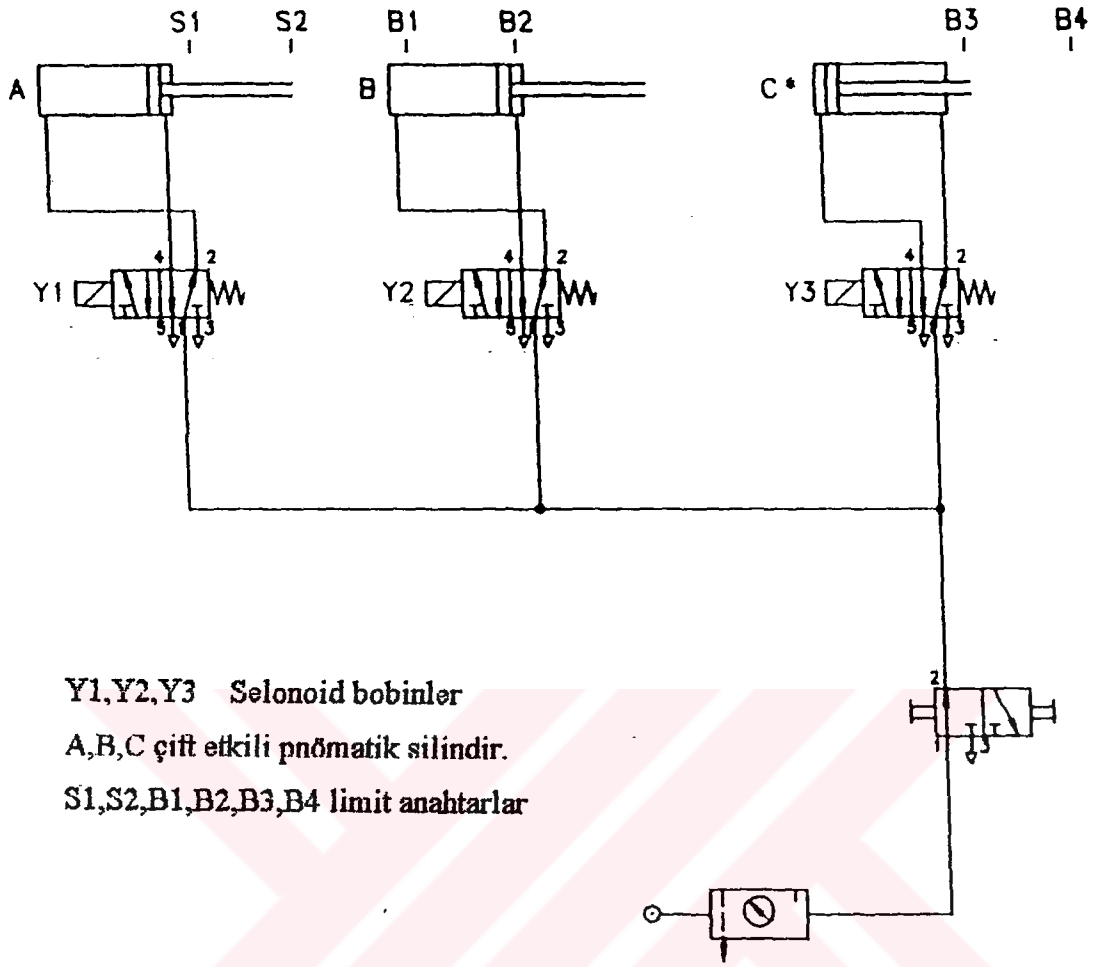 S1 S2 B1 B2 B3 B4
A B C*
4 2 4 2 4 2
Y1 Y2 Y3
5 3 5 3 5 3
2
1 3
Y1,Y2,Y3 Selonoid bobinler
A,B,C çift etkili pnömatik silindir.
S1,S2,B1,B2,B3,B4 limit anahtarlar